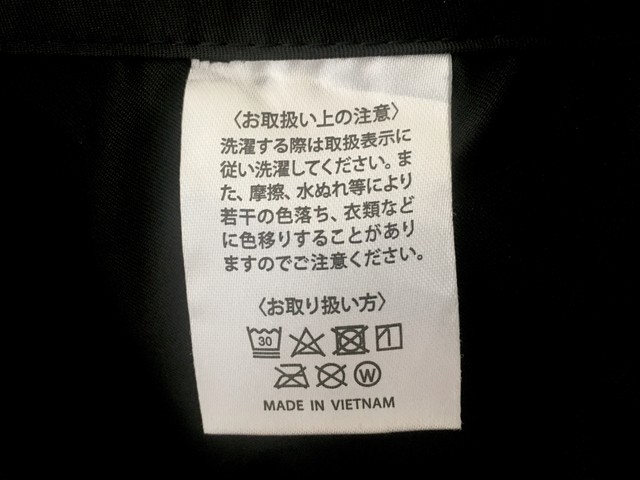 〈お取扱い上の注意〉
洗濯する際は取扱表示に
従い洗濯してください。ま
た、摩擦、水ぬれ等により
若干の色落ち、衣類など
に色移りすることがあり
ますのでご注意ください。
〈お取り扱い方〉
30
W
MADE IN VIETNAM